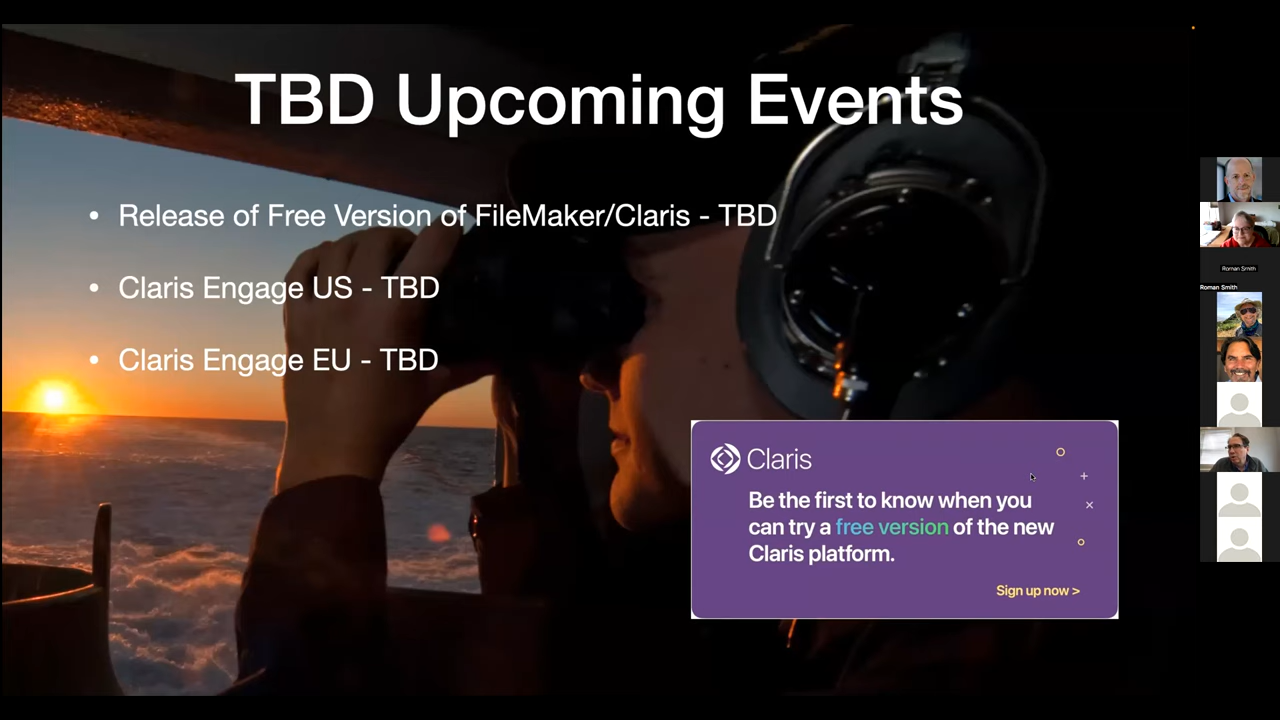 TBD Upcoming Events
• Release of Free Version of FileMaker/Claris - TBD
• Claris Engage US - TBD
• Claris Engage EU - TBD
Claris
Be the first to know when you
can try a free version of the new
Claris platform.
Sign up now >
Roman Smith
Roman Smith